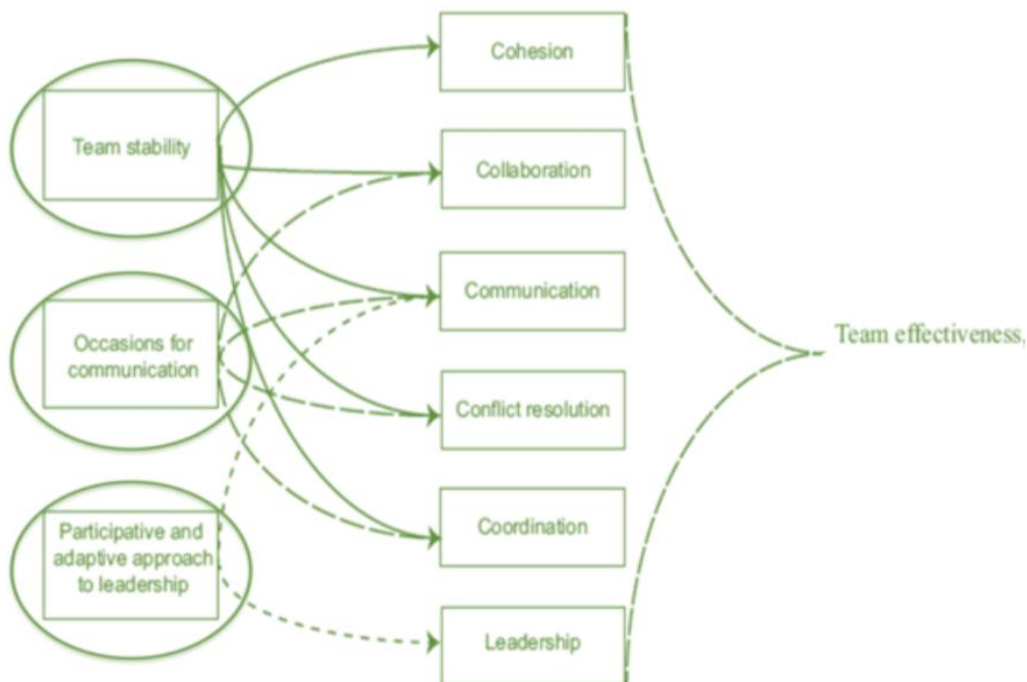 Cohesion
Team stability
Collaboration
Communication
Team effectiveness,
Occasions for
communication
Conflict resolution
Coordination
Participative and
adaptive approach
to leadership
Leadership